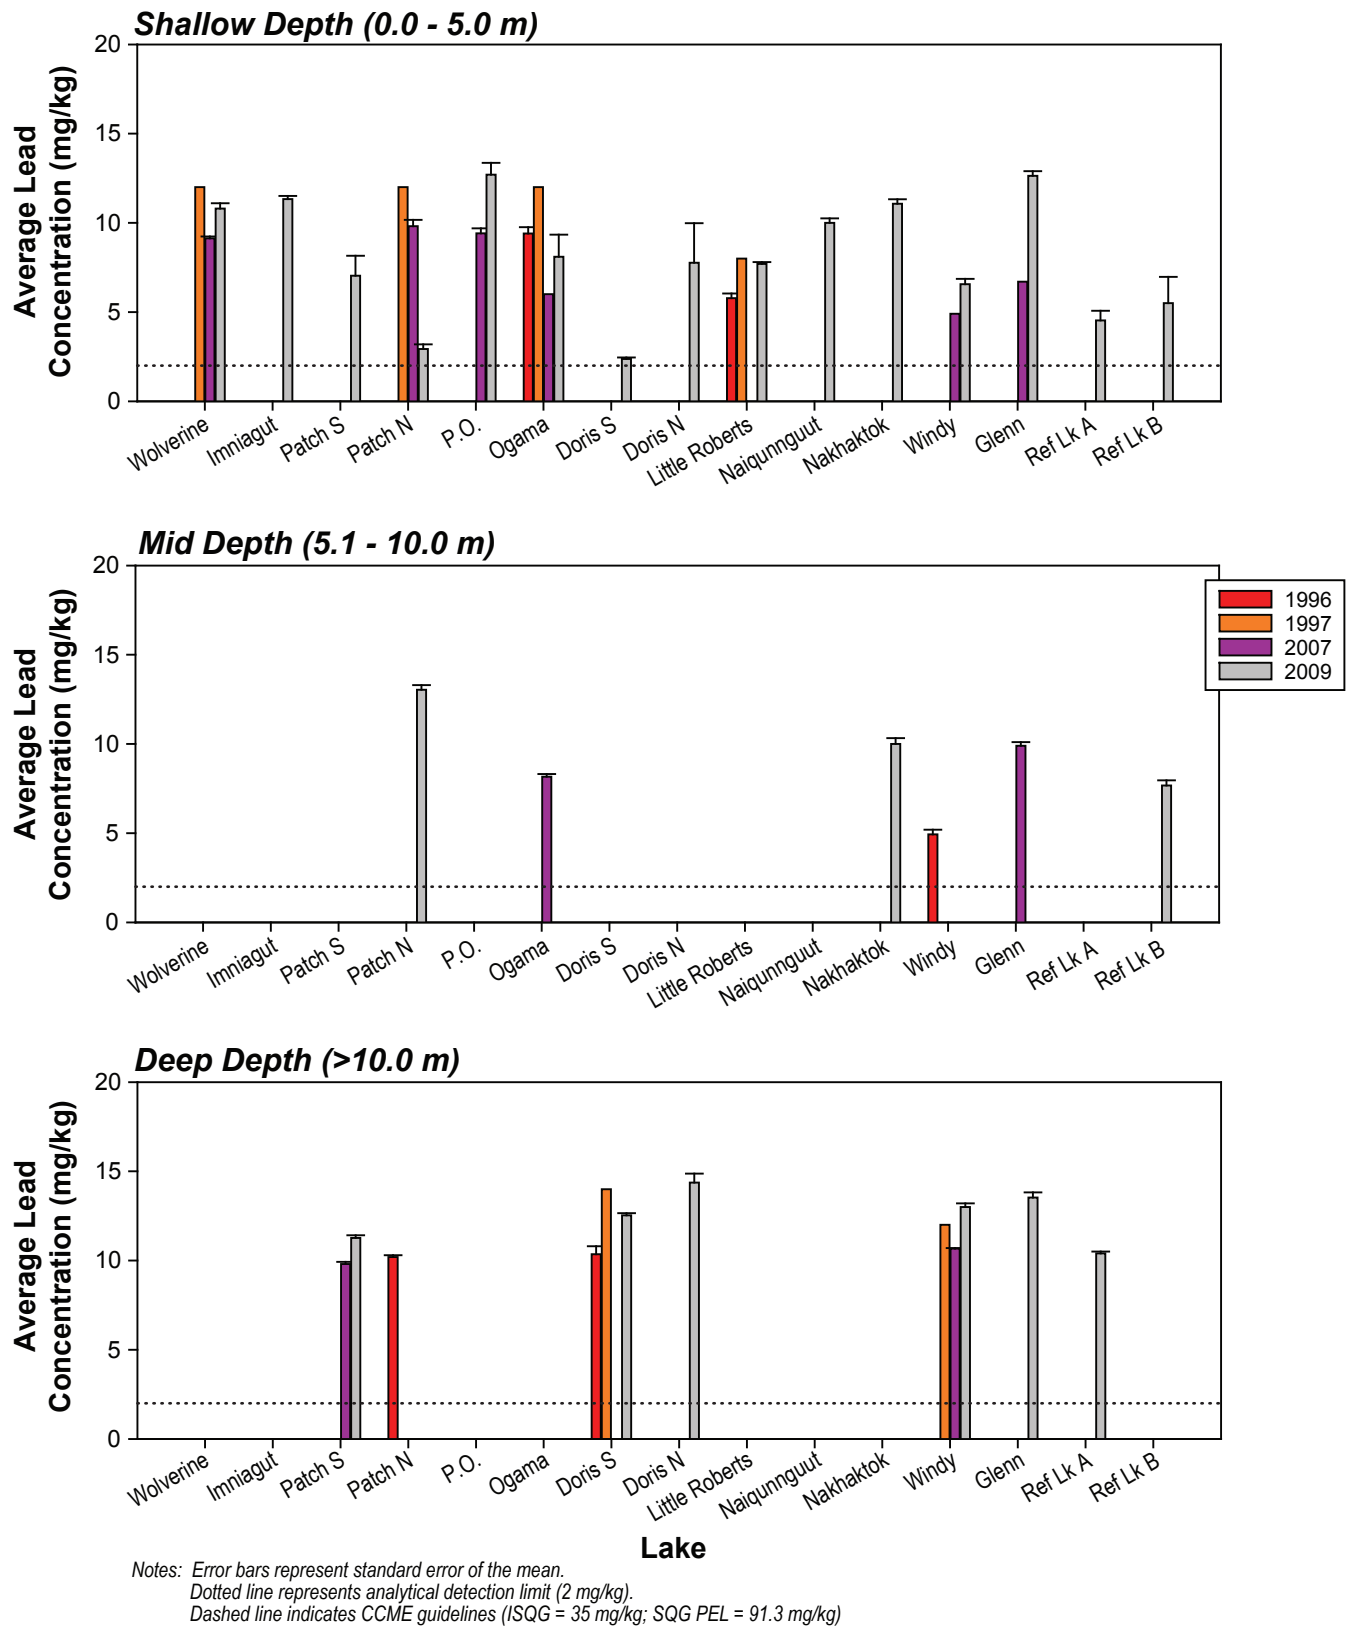 Shallow Depth (0.0 - 5.0 m)
Average Lead
Concentration (mg/kg)
20
15
10
5
0
Wolverine
Imniagut
Patch S
Patch N
P.O.
Ogama
Doris S
Doris N
Little Roberts
Naiqunnguut
Nakhaktok
Windy
Glenn
Ref Lk A
Ref Lk B
Mid Depth (5.1 - 10.0 m)
Average Lead
Concentration (mg/kg)
20
15
10
5
0
1996
1997
2007
2009
Wolverine
Imniagut
Patch S
Patch N
P.O.
Ogama
Doris S
Doris N
Little Roberts
Naiqunnguut
Nakhaktok
Windy
Glenn
Ref Lk A
Ref Lk B
Deep Depth (>10.0 m)
Average Lead
Concentration (mg/kg)
20
15
10
5
0
Wolverine
Imniagut
Patch S
Patch N
P.O.
Ogama
Doris S
Doris N
Little Roberts
Naiqunnguut
Nakhaktok
Windy
Glenn
Ref Lk A
Ref Lk B
Lake
Notes: Error bars represent standard error of the mean.
Dotted line represents analytical detection limit (2 mg/kg).
Dashed line indicates CCME guidelines (ISQG = 35 mg/kg; SQG PEL = 91.3 mg/kg)